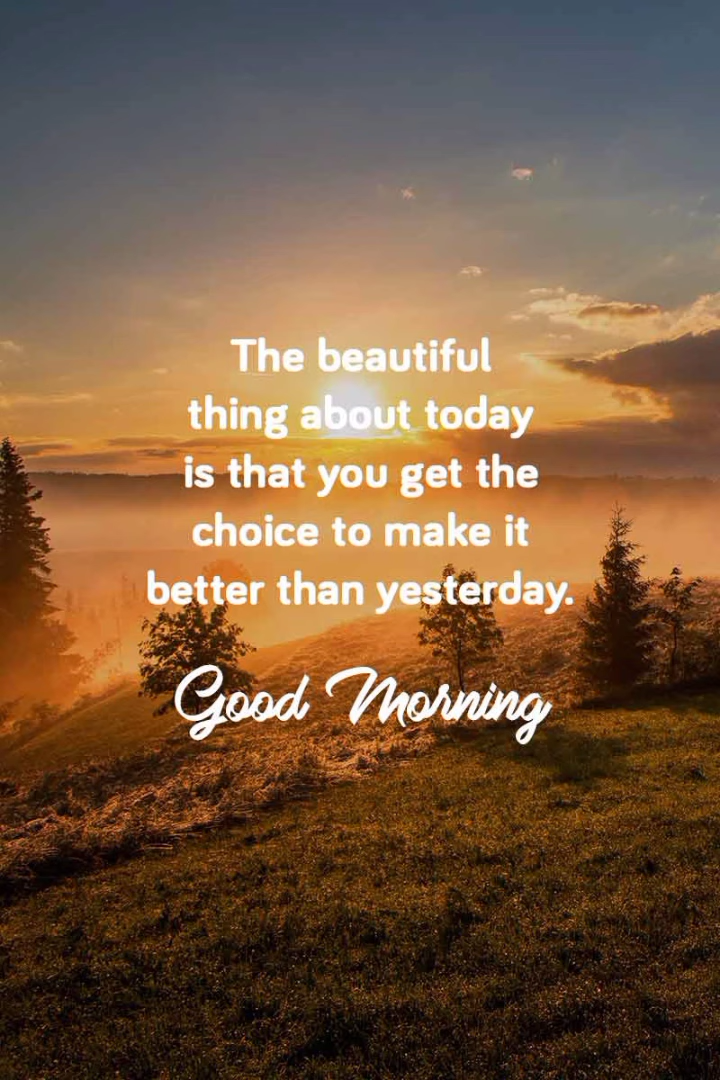 The beautiful
thing about today
is that you get the
choice to make it
better than yesterday.
Good Morning